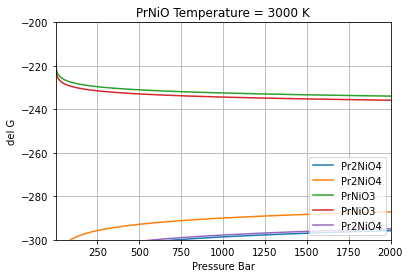 PrNiO Temperature = 3000 K
del G
−200
−220
−240
−260
−280
−300
250
500
750
1000
1250
1500
1750
2000
Pressure Bar
Pr2NiO4
Pr2NiO4
PrNiO3
PrNiO3
Pr2NiO4